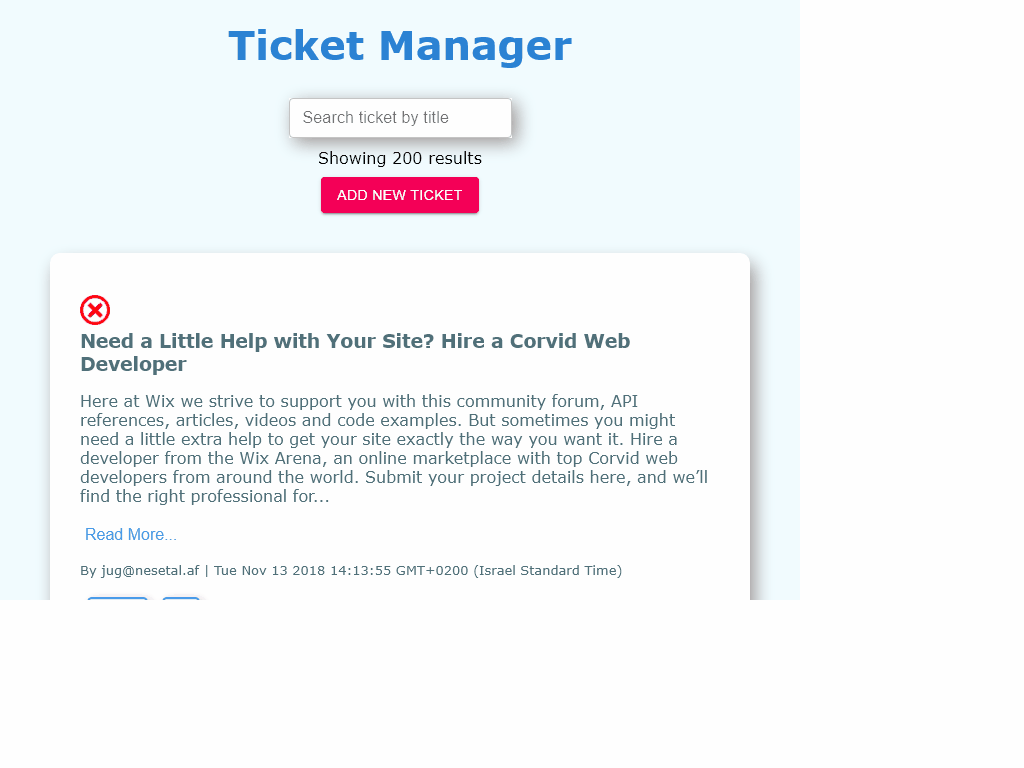 Ticket Manager
Search ticket by title
Showing 200 results
ADD NEW TICKET
Need a Little Help with Your Site? Hire a Corvid Web
Developer
Here at Wix we strive to support you with this community forum, API
references, articles, videos and code examples. But sometimes you might
need a little extra help to get your site exactly the way you want it. Hire a
developer from the Wix Arena, an online marketplace with top Corvid web
developers from around the world. Submit your project details here, and we’ll
find the right professional for...
Read More...
By jug@nesetal.af | Tue Nov 13 2018 14:13:55 GMT+0200 (Israel Standard Time)